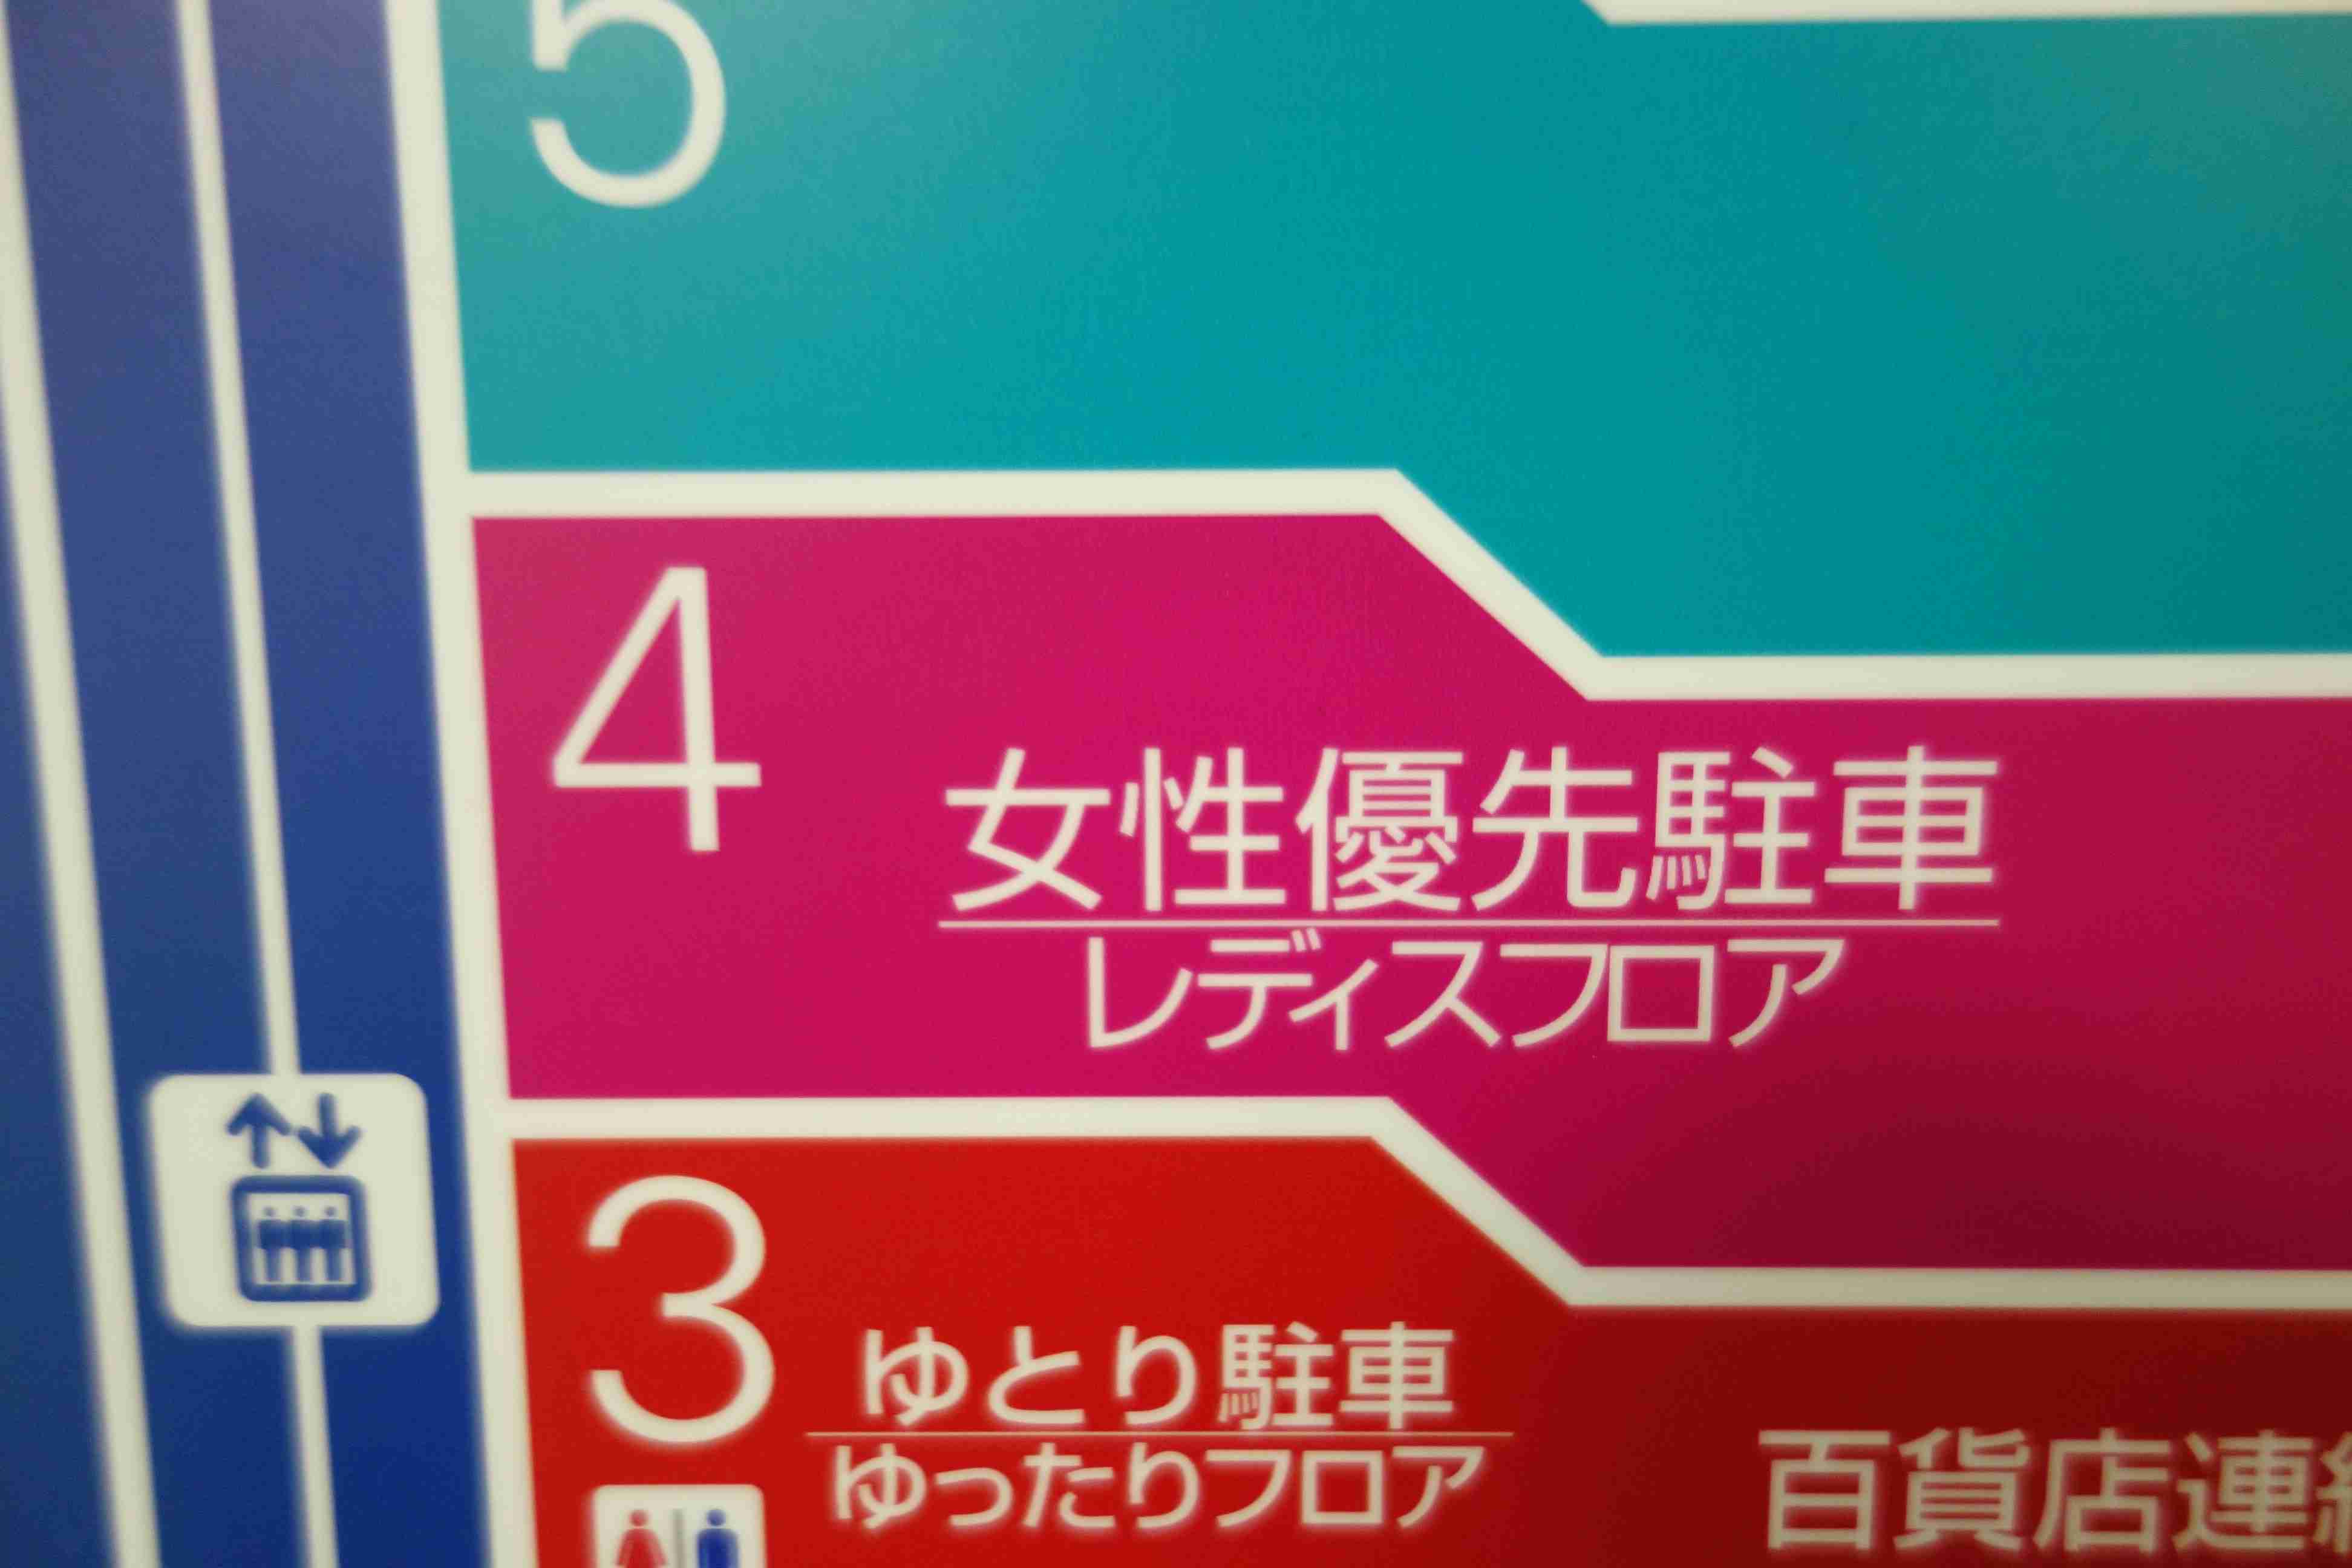 5
4
女性優先駐車
レディスフロア
3
ゆとり駐車
ゆったりフロア
百貨店連